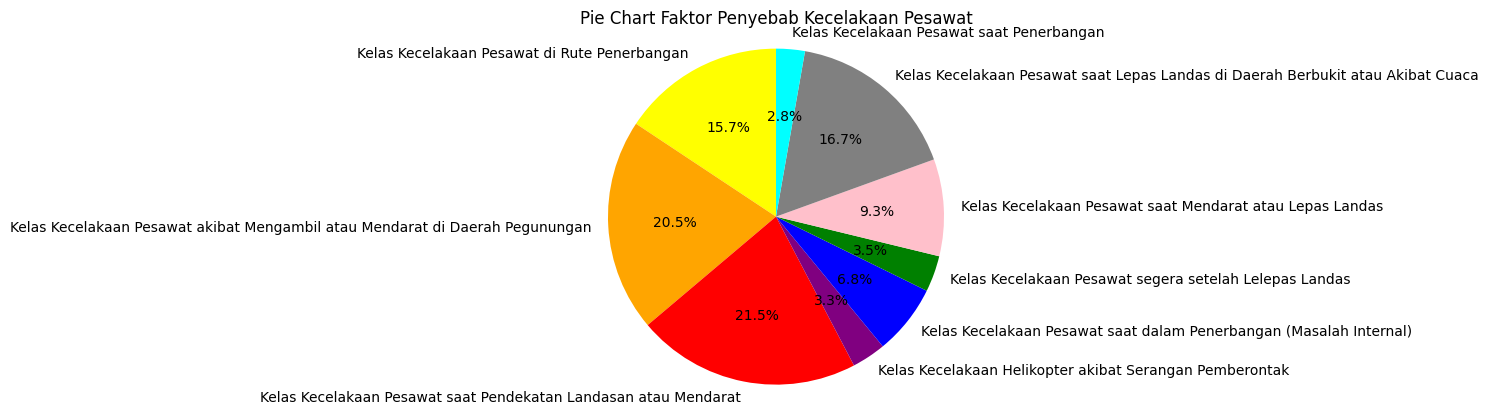 Pie Chart Faktor Penyebab Kecelakaan Pesawat
Kelas Kecelakaan Pesawat saat Penerbangan
Kelas Kecelakaan Pesawat di Rute Penerbangan
Kelas Kecelakaan Pesawat saat Lepas Landas di Daerah Berbukit atau Akibat Cuaca
2.8%
15.7%
16.7%
Kelas Kecelakaan Pesawat saat Mendarat atau Lepas Landas
9.3%
Kelas Kecelakaan Pesawat akibat Mengambil atau Mendarat di Daerah Pegunungan
20.5%
3.5%
Kelas Kecelakaan Pesawat segera setelah Lelepas Landas
6.8%
3.3%
21.5%
Kelas Kecelakaan Pesawat saat dalam Penerbangan (Masalah Internal)
Kelas Kecelakaan Helikopter akibat Serangan Pemberontak
Kelas Kecelakaan Pesawat saat Pendekatan Landasan atau Mendarat